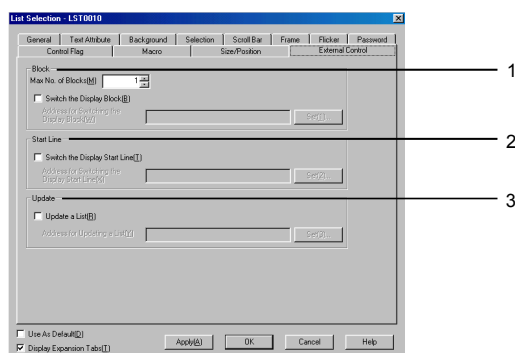 List Selection - LST0010
General Text Attribute Background Selection Scroll Bar Frame Flicker Password
Control Flag Macro Size/Position External Control
Block 1
Max No. of Blocks(M) 1
Switch the Display Block(B)
Address for Switching the
Display Block(W) Set(1)...
Start Line 2
Switch the Display Start Line(T)
Address for Switching the
Display Start Line(X) Set(2)...
Update 3
Update a List(R)
Address for Updating a List(Y) Set(3)...
Use As Default(D)
Display Expansion Tabs(T)
Apply(A) OK Cancel Help